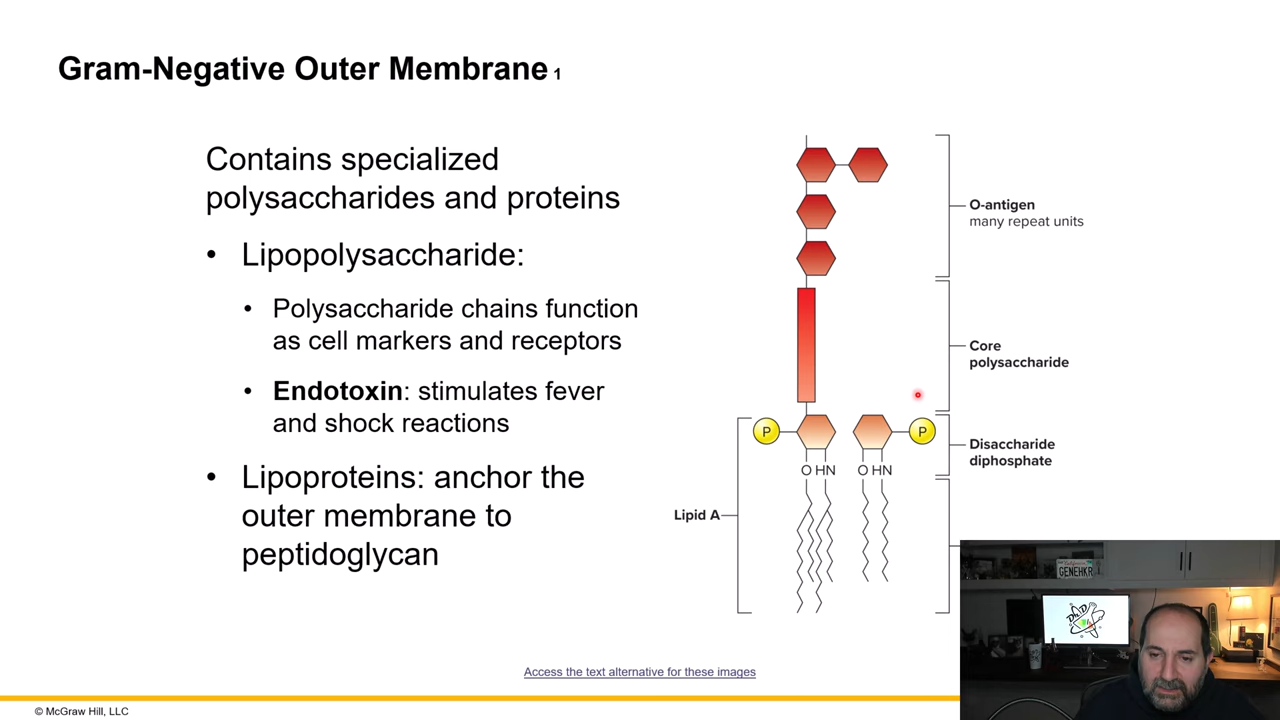 Gram-Negative Outer Membrane 1
Contains specialized
polysaccharides and proteins
• Lipopolysaccharide:
• Polysaccharide chains function
as cell markers and receptors
• Endotoxin: stimulates fever
and shock reactions
• Lipoproteins: anchor the
outer membrane to
peptidoglycan
O-antigen
many repeat units
Core
polysaccharide
P P
Disaccharide
diphosphate
O HN O HN
Lipid A
GENEHKR
Access the text alternative for these images
© McGraw Hill, LLC